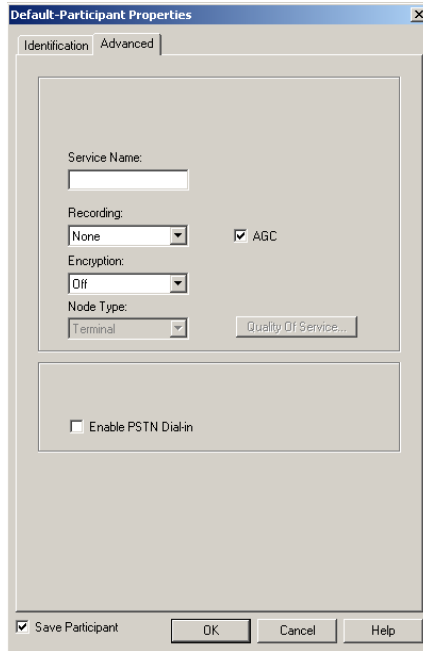 Default-Participant Properties
Identification Advanced
Service Name:
Recording:
None
AGC
Encryption:
Off
Node Type:
Terminal
Quality Of Service...
Enable PSTN Dial-in
Save Participant
OK
Cancel
Help